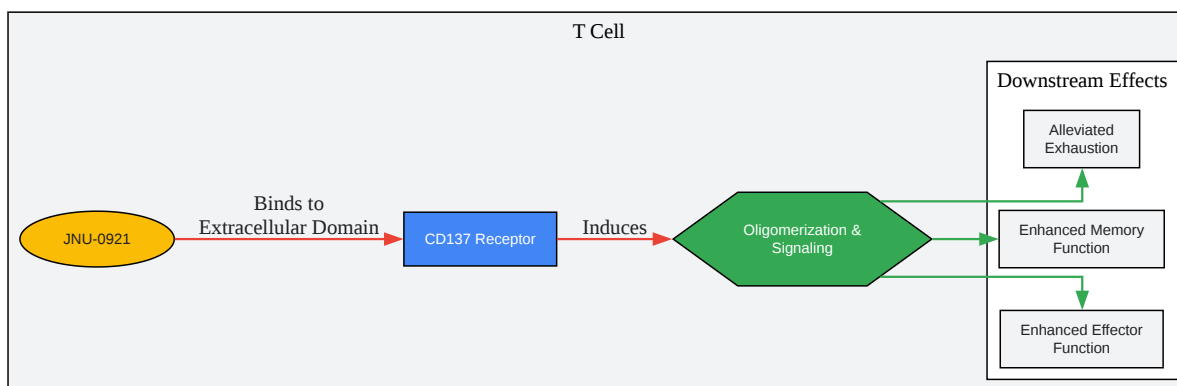 T Cell
Downstream Effects
Alleviated
Exhaustion
Binds to
Extracellular Domain
JNU-0921
CD137 Receptor
Induces
Oligomerization &
Signaling
Enhanced Memory
Function
Enhanced Effector
Function